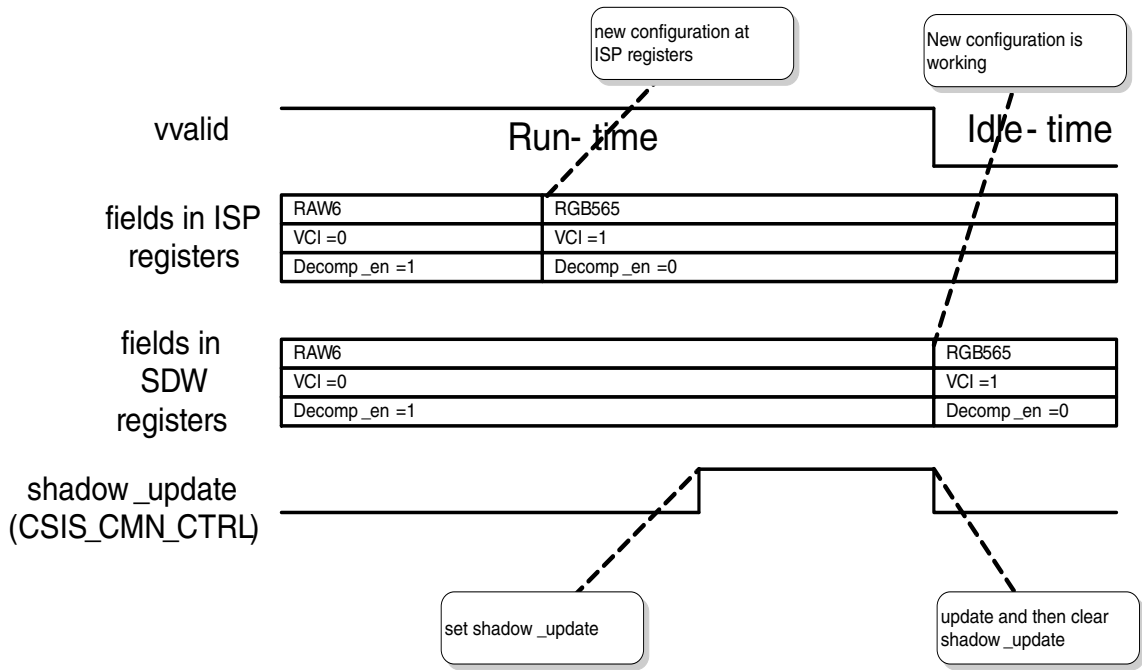 new configuration at
ISP registers
New configuration is
working
vvalid
Run- time
Idle- time
fields in ISP
registers
RAW6
RGB565
VCI =0
VCI =1
Decomp _en =1
Decomp _en =0
fields in
SDW
registers
RAW6
RGB565
VCI =0
VCI =1
Decomp _en =1
Decomp _en =0
shadow _update
(CSIS_CMN_CTRL)
set shadow _update
update and then clear
shadow _update